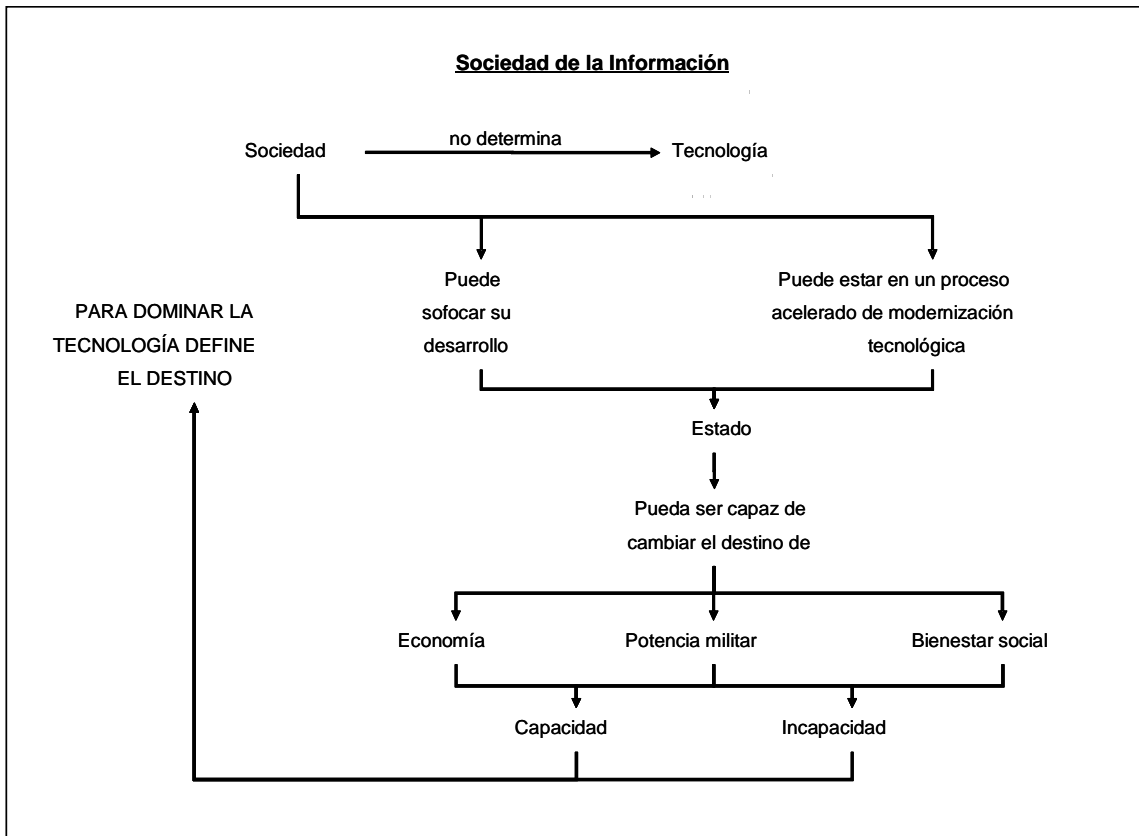 Sociedad de la Información
no determina
Sociedad
Tecnología
Puede
sofocar su
desarrollo
Puede estar en un proceso
acelerado de modernización
tecnológica
PARA DOMINAR LA
TECNOLOGÍA DEFINE
EL DESTINO
Estado
Pueda ser capaz de
cambiar el destino de
Economía
Potencia militar
Bienestar social
Capacidad
Incapacidad